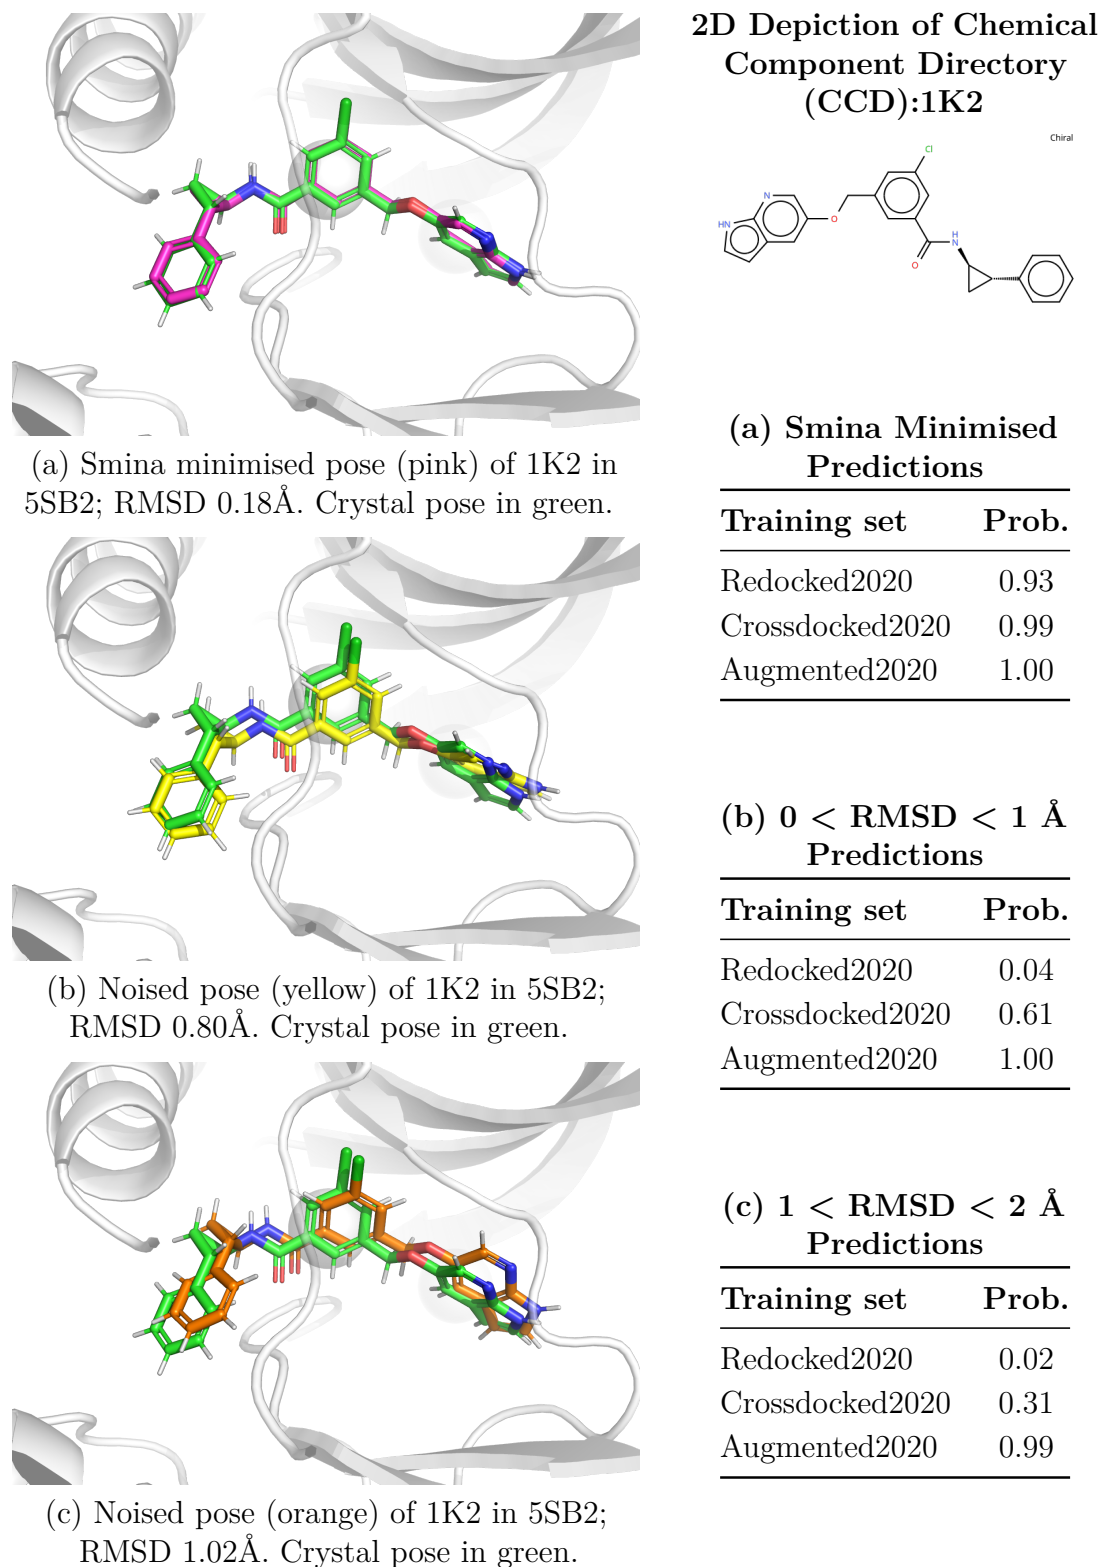 2D Depiction of Chemical
Component Directory
(CCD):1K2
Chiral
Cl
N
HN
O
H
N
O
(a) Smina minimised pose (pink) of 1K2 in
5SB2; RMSD 0.18Å. Crystal pose in green.
(a) Smina Minimised
Predictions
Training set Prob.
Redocked2020 0.93
Crossdocked2020 0.99
Augmented2020 1.00
(b) Noised pose (yellow) of 1K2 in 5SB2;
RMSD 0.80Å. Crystal pose in green.
(b) 0 < RMSD < 1 Å
Predictions
Training set Prob.
Redocked2020 0.04
Crossdocked2020 0.61
Augmented2020 1.00
(c) Noised pose (orange) of 1K2 in 5SB2;
RMSD 1.02Å. Crystal pose in green.
(c) 1 < RMSD < 2 Å
Predictions
Training set Prob.
Redocked2020 0.02
Crossdocked2020 0.31
Augmented2020 0.99